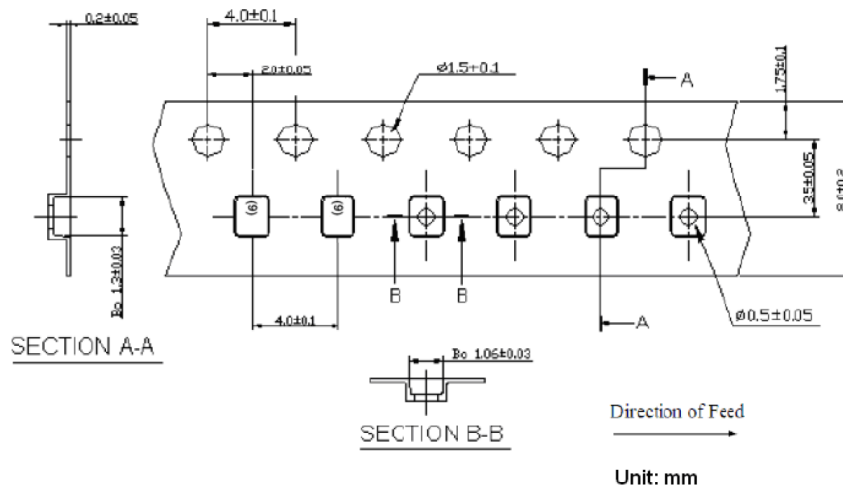 0.2±0.05
4.0±0.1
2.0±0.05
Ø1.5+0.1
A
1.75±0.1
3.5±0.05
(6)
(6)
B
B
Bo 1.3±0.03
4.0±0.1
A
Ø0.5±0.05
SECTION A-A
Bo 1.06±0.03
SECTION B-B
Direction of Feed
Unit: mm